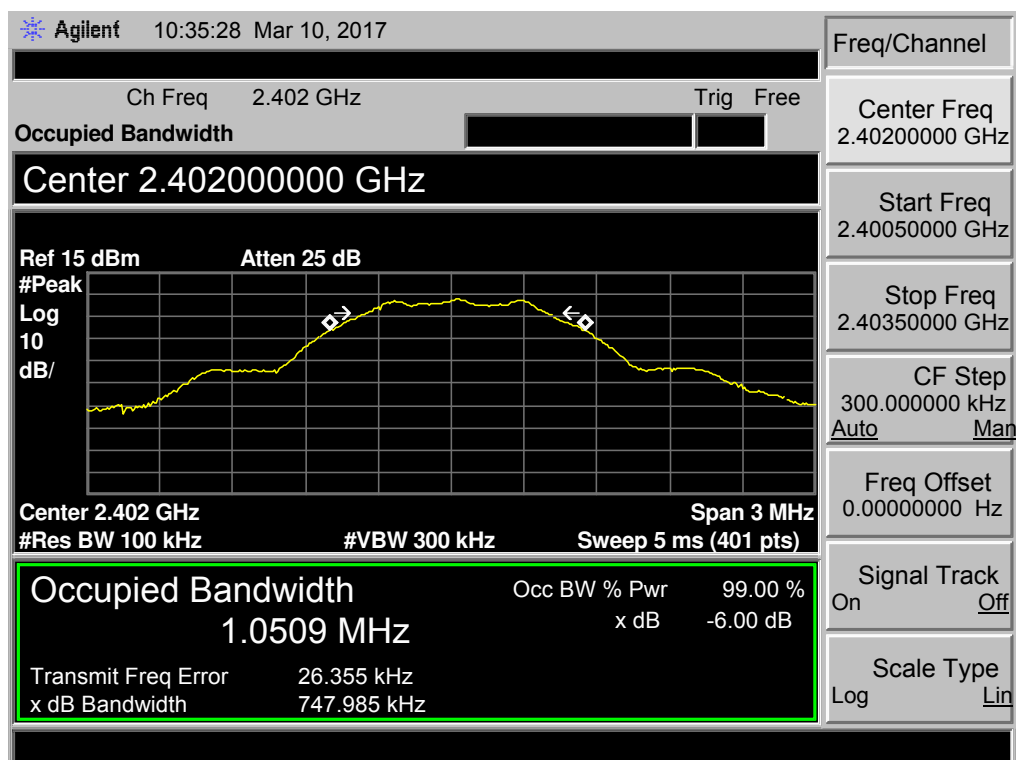 Agilent 10:35:28 Mar 10, 2017
Freq/Channel
Ch Freq 2.402 GHz Trig Free
Occupied Bandwidth
Center 2.402000000 GHz
Ref 15 dBm Atten 25 dB
#Peak
Log
10
dB/
Center 2.402 GHz Span 3 MHz
#Res BW 100 kHz #VBW 300 kHz Sweep 5 ms (401 pts)
Occupied Bandwidth Occ BW % Pwr 99.00 %
1.0509 MHz x dB -6.00 dB
Transmit Freq Error 26.355 kHz
x dB Bandwidth 747.985 kHz
Center Freq
2.40200000 GHz
Start Freq
2.40050000 GHz
Stop Freq
2.40350000 GHz
CF Step
300.000000 kHz
Auto Man
Freq Offset
0.00000000 Hz
Signal Track
On Off
Scale Type
Log Lin